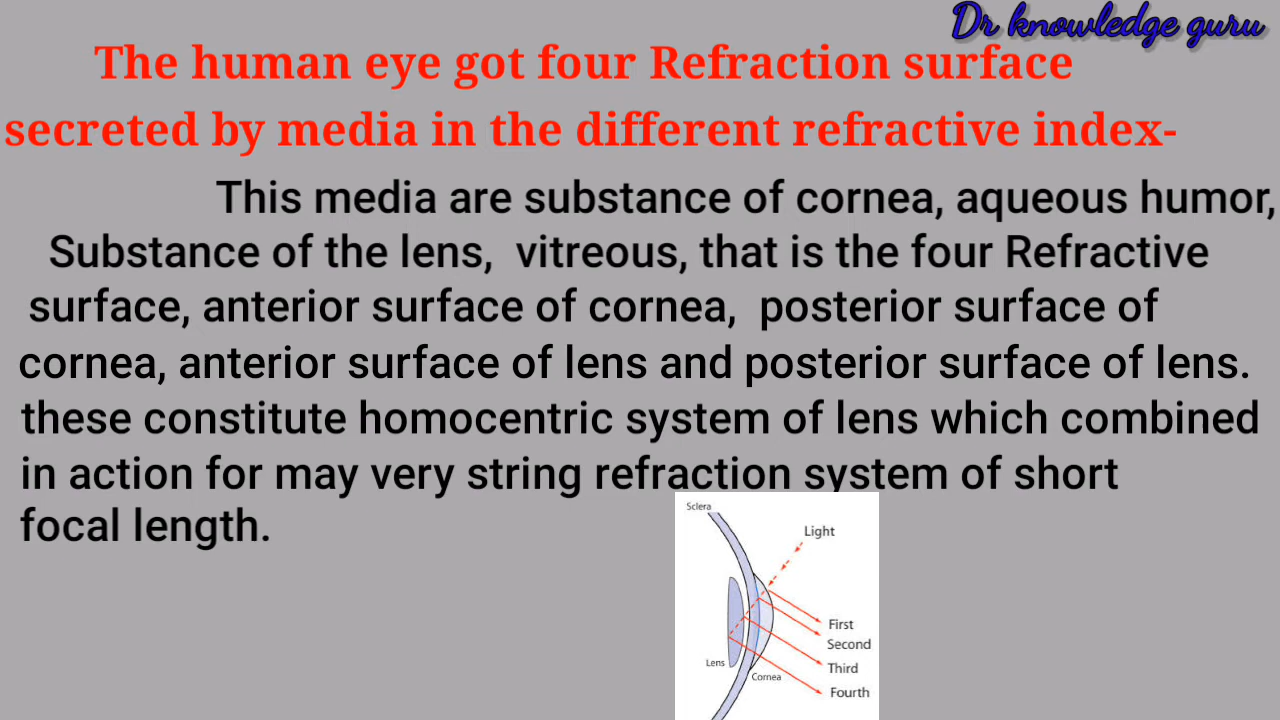 Dr knowledge guru
The human eye got four Refraction surface
secreted by media in the different refractive index-
This media are substance of cornea, aqueous humor,
Substance of the lens, vitreous, that is the four Refractive
surface, anterior surface of cornea, posterior surface of
cornea, anterior surface of lens and posterior surface of lens.
these constitute homocentric system of lens which combined
in action for may very string refraction system of short
focal length.
Sclera
Light
First
Second
Third
Fourth
Lens
Cornea